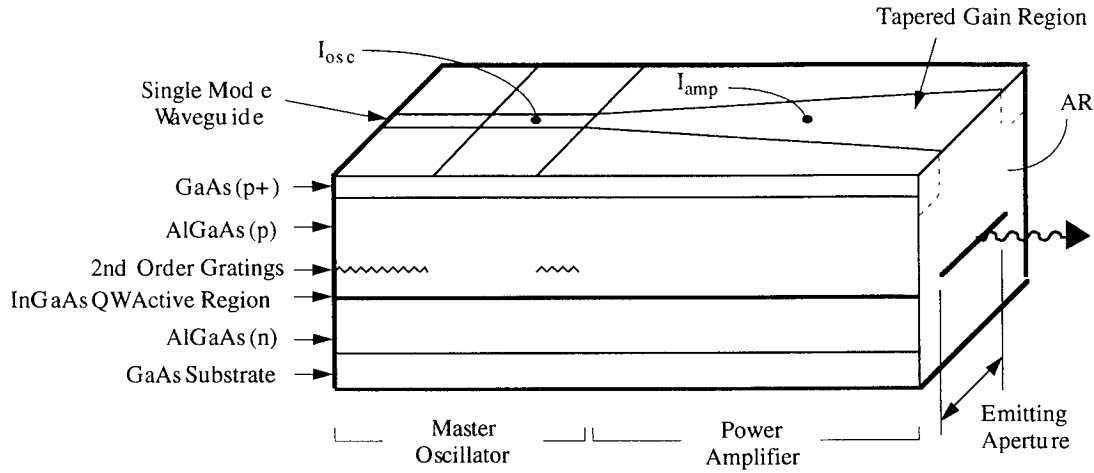 Tapered Gain Region
I osc
I amp
Single Mod e
Waveguide
AR
GaAs (p+)
AlGaAs (p)
2nd Order Gratings
InGaAs QWActive Region
AlGaAs (n)
GaAs Substrate
Master
Oscillator
Power
Amplifier
Emitting
Aperture